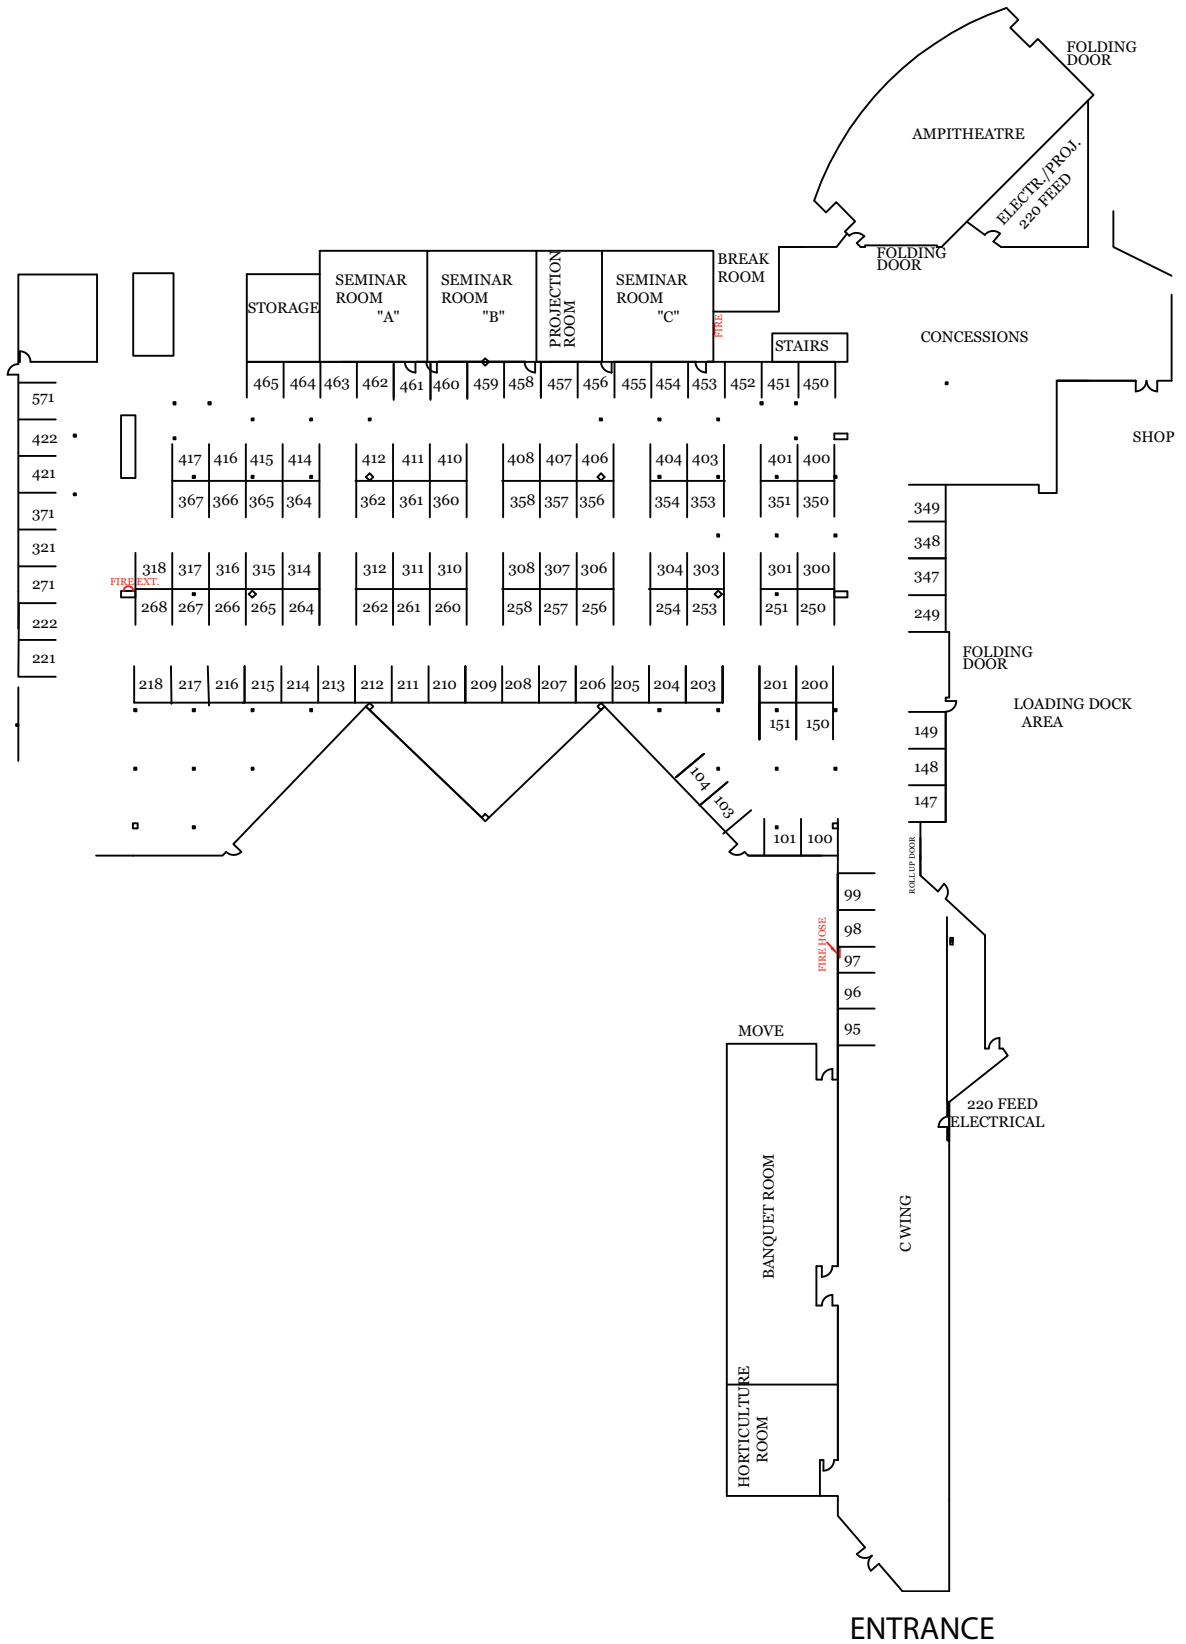 FOLDING
DOOR
AMPITHEATRE
ELECTR./PROJ.
220 FEED
FOLDING
DOOR
BREAK
ROOM
SEMINAR
ROOM
"A"
SEMINAR
ROOM
"B"
PROJECTION
ROOM
SEMINAR
ROOM
"C"
STORAGE
FIRE
STAIRS
CONCESSIONS
465 464 463 462 461 460 459 458 457 456 455 454 453 452 451 450
571
422
421
371
321
271
222
221
SHOP
417 416 415 414 412 411 410 408 407 406 404 403 401 400
367 366 365 364 362 361 360 358 357 356 354 353 351 350
349
348
347
249
318 317 316 315 314 312 311 310 308 307 306 304 303 301 300
FIRE EXT.
268 267 266 265 264 262 261 260 258 257 256 254 253 251 250
FOLDING
DOOR
218 217 216 215 214 213 212 211 210 209 208 207 206 205 204 203 201 200
151 150
LOADING DOCK
AREA
149
148
147
104
103
101 100
ROLL UP DOOR
99
98
FIRE HOSE
97
96
95
MOVE
220 FEED
ELECTRICAL
BANQUET ROOM
C WING
HORTICULTURE
ROOM
ENTRANCE